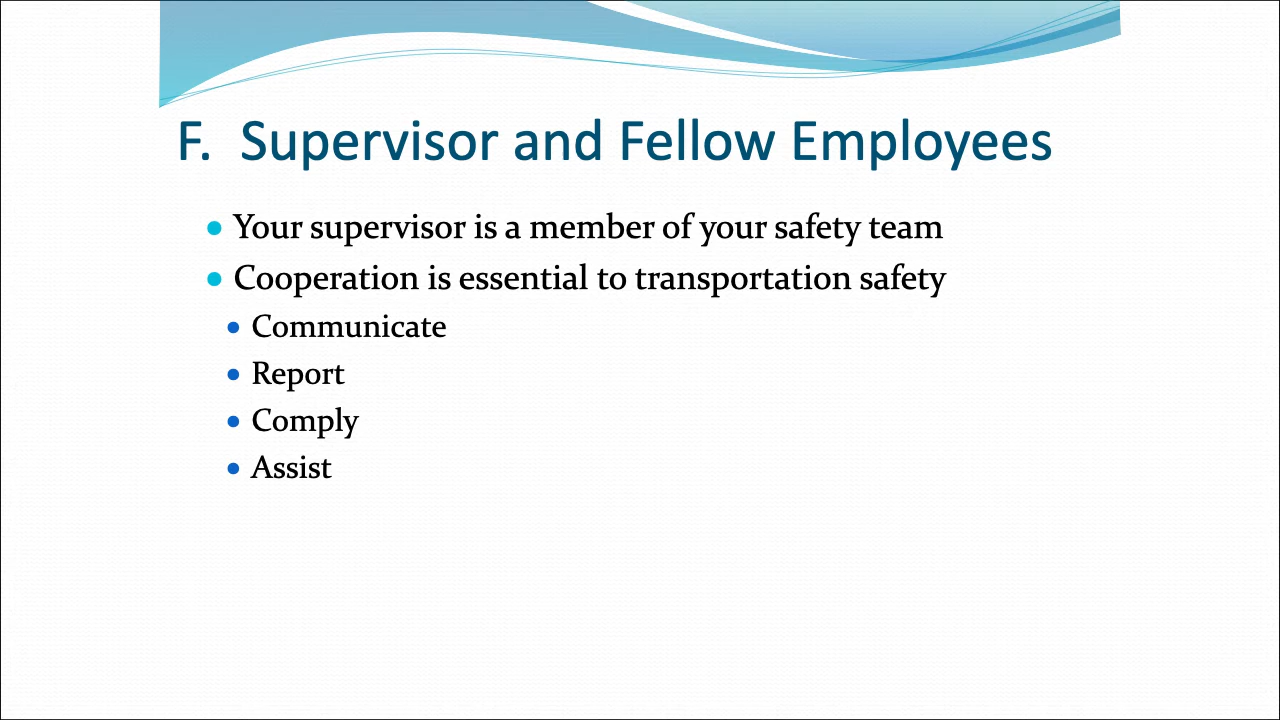 F. Supervisor and Fellow Employees
• Your supervisor is a member of your safety team
• Cooperation is essential to transportation safety
• Communicate
• Report
• Comply
• Assist